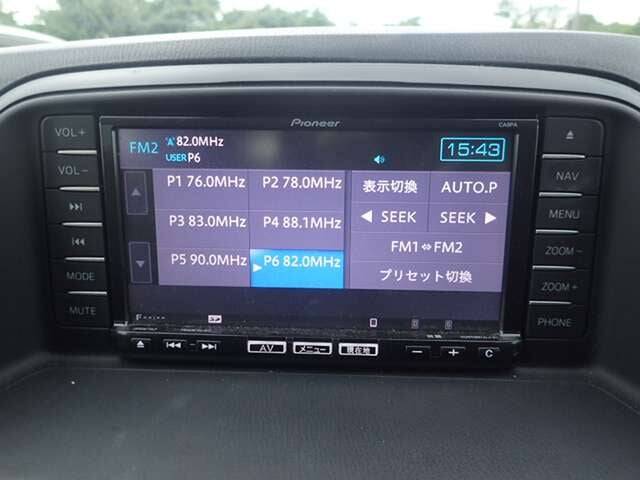 Pioneer
CA9PA
VOL+
VOL−
MODE
MUTE
FM2 82.0MHz
USER P6
15:43
P1 76.0MHz P2 78.0MHz
P3 83.0MHz P4 88.1MHz
P5 90.0MHz P6 82.0MHz
表示切換 AUTO.P
◀ SEEK SEEK ▶
FM1⇔FM2
プリセット切換
NAV
MENU
ZOOM−
ZOOM+
PHONE
SD
AV メニュー 現在地 − + C